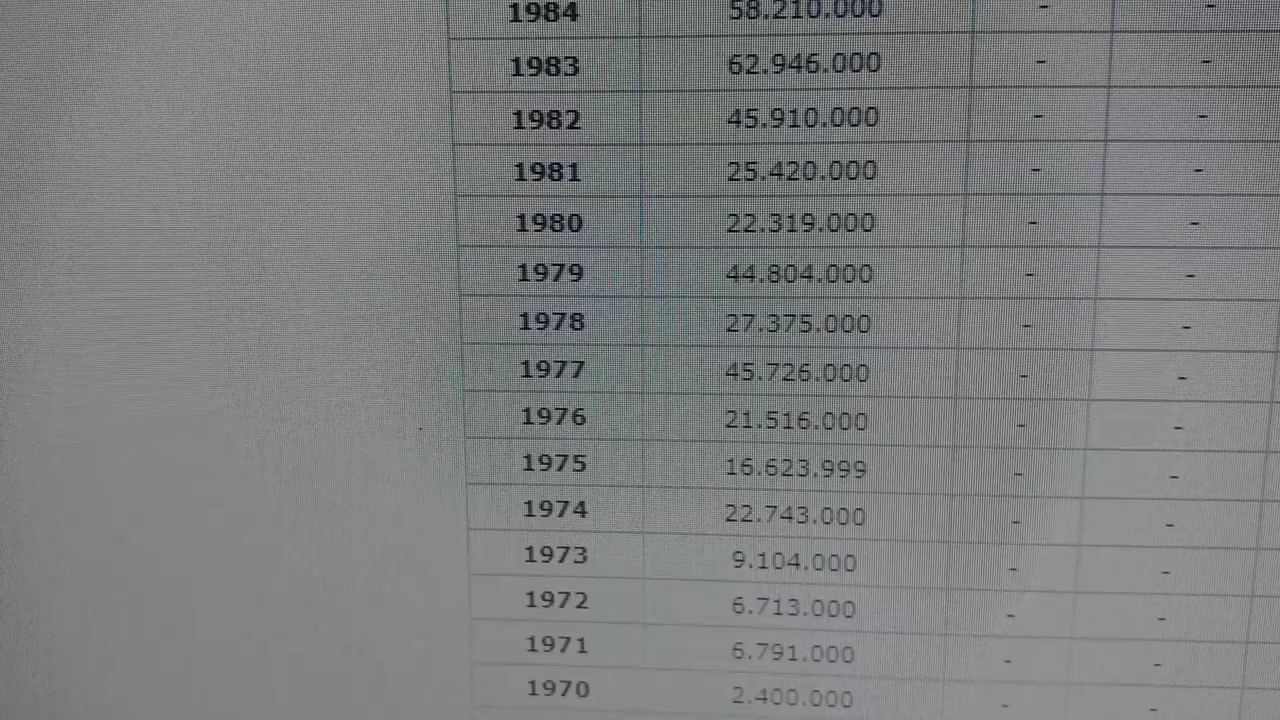 1984 58.210.000 - -
1983 62.946.000 - -
1982 45.910.000 - -
1981 25.420.000 - -
1980 22.319.000 - -
1979 44.804.000 - -
1978 27.375.000 - -
1977 45.726.000 - -
1976 21.516.000 - -
1975 16.623.999 - -
1974 22.743.000 - -
1973 9.104.000 - -
1972 6.713.000 - -
1971 6.791.000 - -
1970 2.400.000 - -